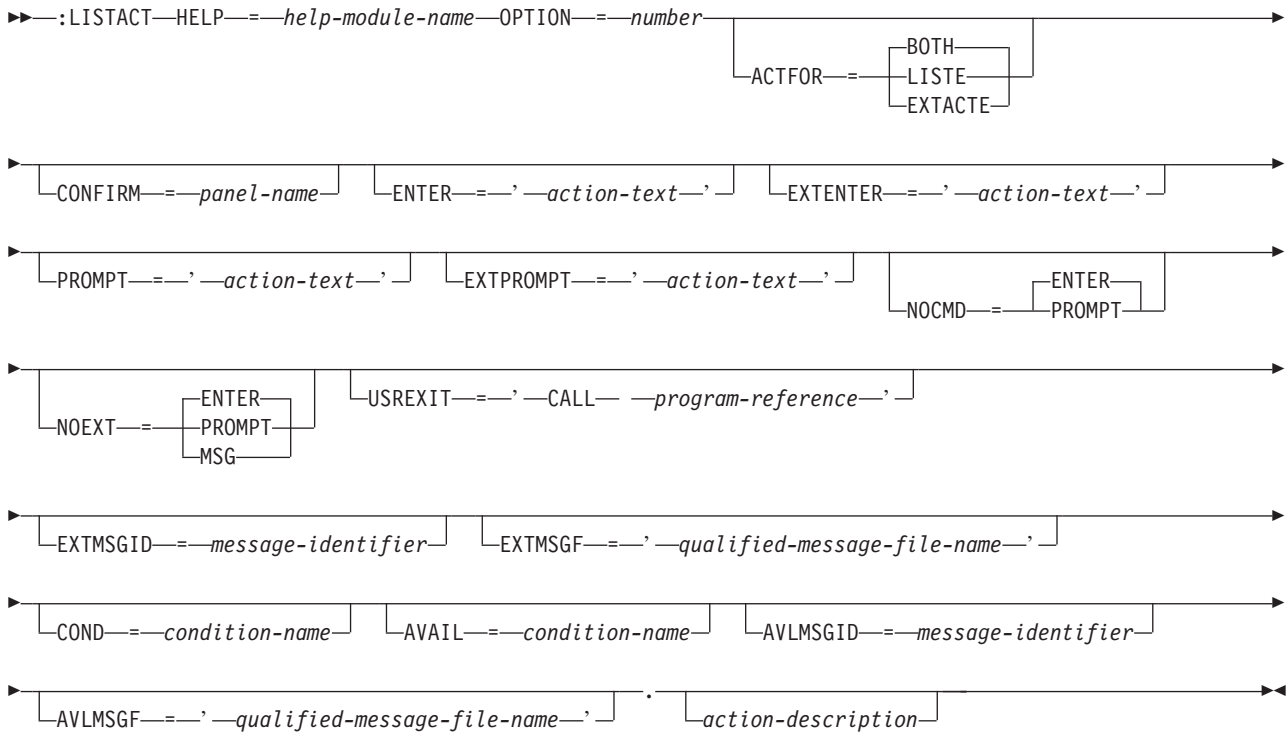 :LISTACT HELP = help-module-name OPTION = number
BOTH
ACTFOR = LISTE
EXTACTE
CONFIRM = panel-name ENTER =' action-text ' EXTENTER =' action-text '
PROMPT =' action-text ' EXTPROMPT =' action-text '
ENTER
NOCMD = PROMPT
ENTER
NOEXT = PROMPT
MSG
USREXIT =' CALL program-reference '
EXTMSGID = message-identifier EXTMSGF =' qualified-message-file-name '
COND = condition-name AVAIL = condition-name AVLMSGID = message-identifier
AVLMSGF =' qualified-message-file-name ' . action-description